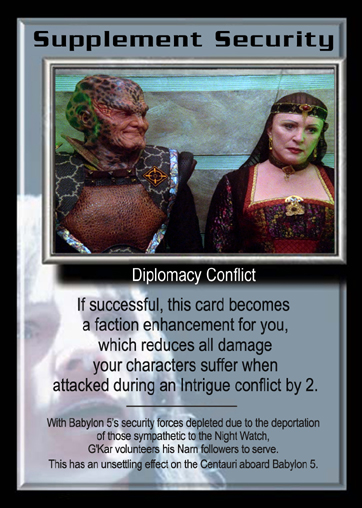 Supplement Security
Diplomacy Conflict
If successful, this card becomes
a faction enhancement for you,
which reduces all damage
your characters suffer when
attacked during an Intrigue conflict by 2.
With Babylon 5's security forces depleted due to the deportation
of those sympathetic to the Night Watch,
G'Kar volunteers his Narn followers to serve.
This has an unsettling effect on the Centauri aboard Babylon 5.